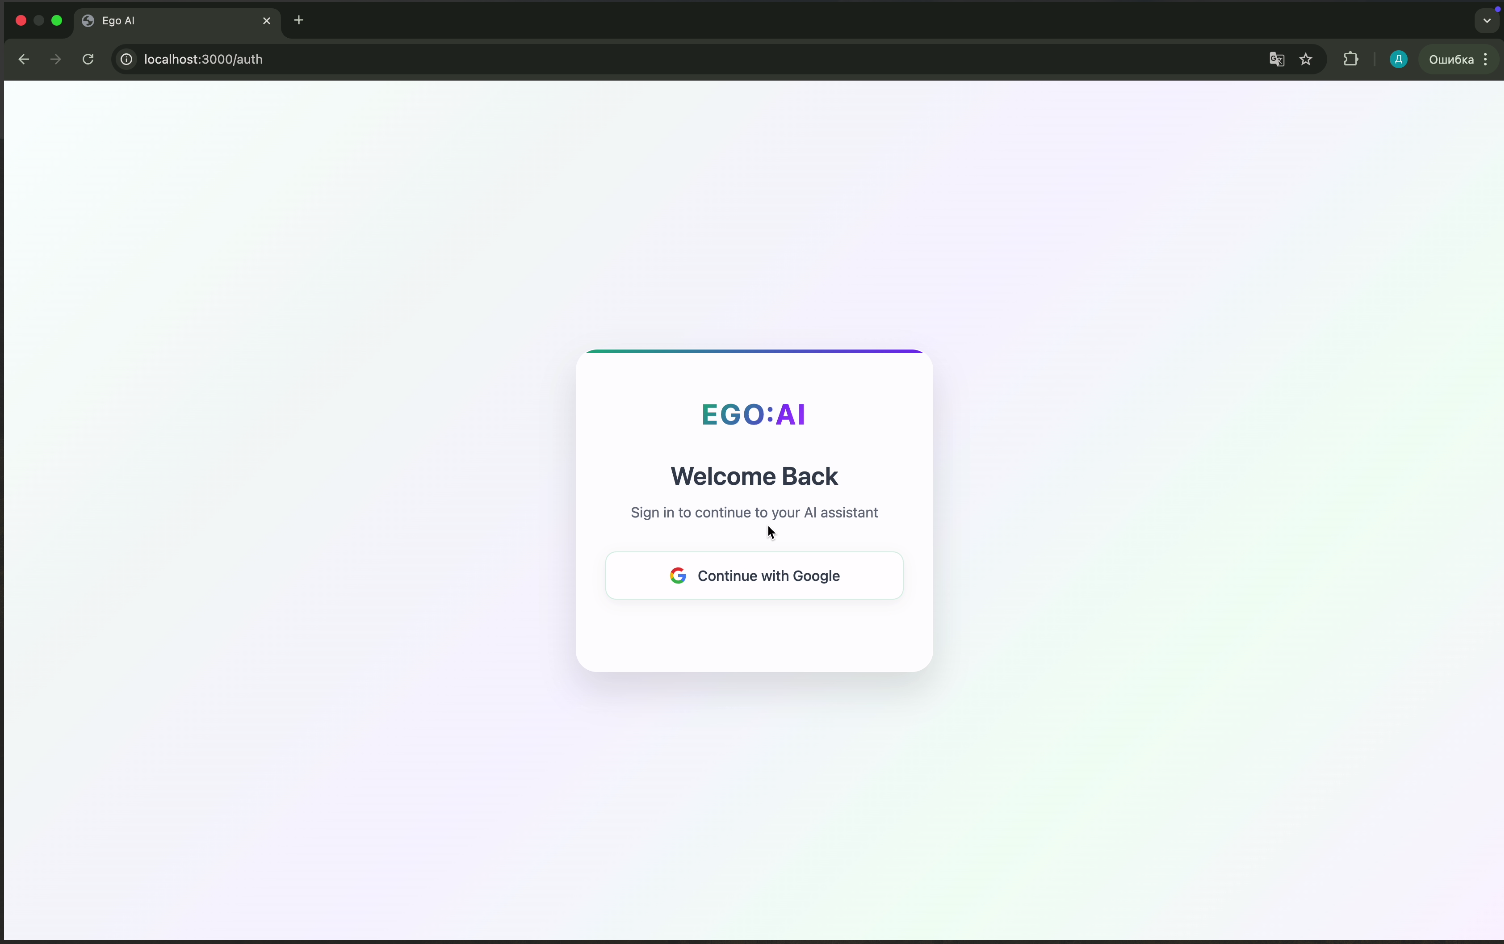 Ego AI
localhost:3000/auth
Д
Ошибка
EGO:AI
Welcome Back
Sign in to continue to your AI assistant
Continue with Google